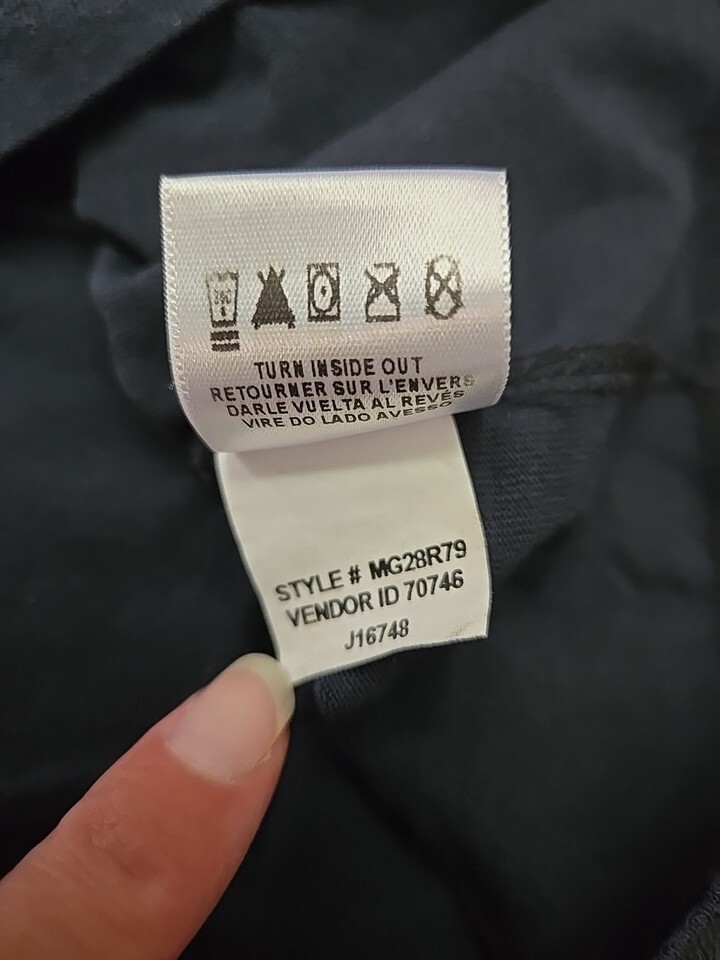 30C
TURN INSIDE OUT
RETOURNER SUR L'ENVERS
DARLE VUELTA AL REVÉS
VIRE DO LADO AVESSO
STYLE # MG28R79
VENDOR ID 70746
J16748